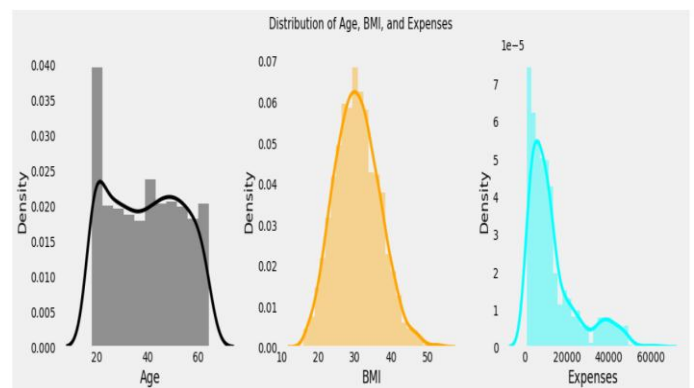 Distribution of Age, BMI, and Expenses
0.040
0.035
0.030
0.025
0.020
0.015
0.010
0.005
0.000
Density
20 40 60
Age
0.07
0.06
0.05
0.04
0.03
0.02
0.01
0.00
Density
10 20 30 40 50
BMI
1e−5
7
6
5
4
3
2
1
0
Density
0 20000 40000 60000
Expenses